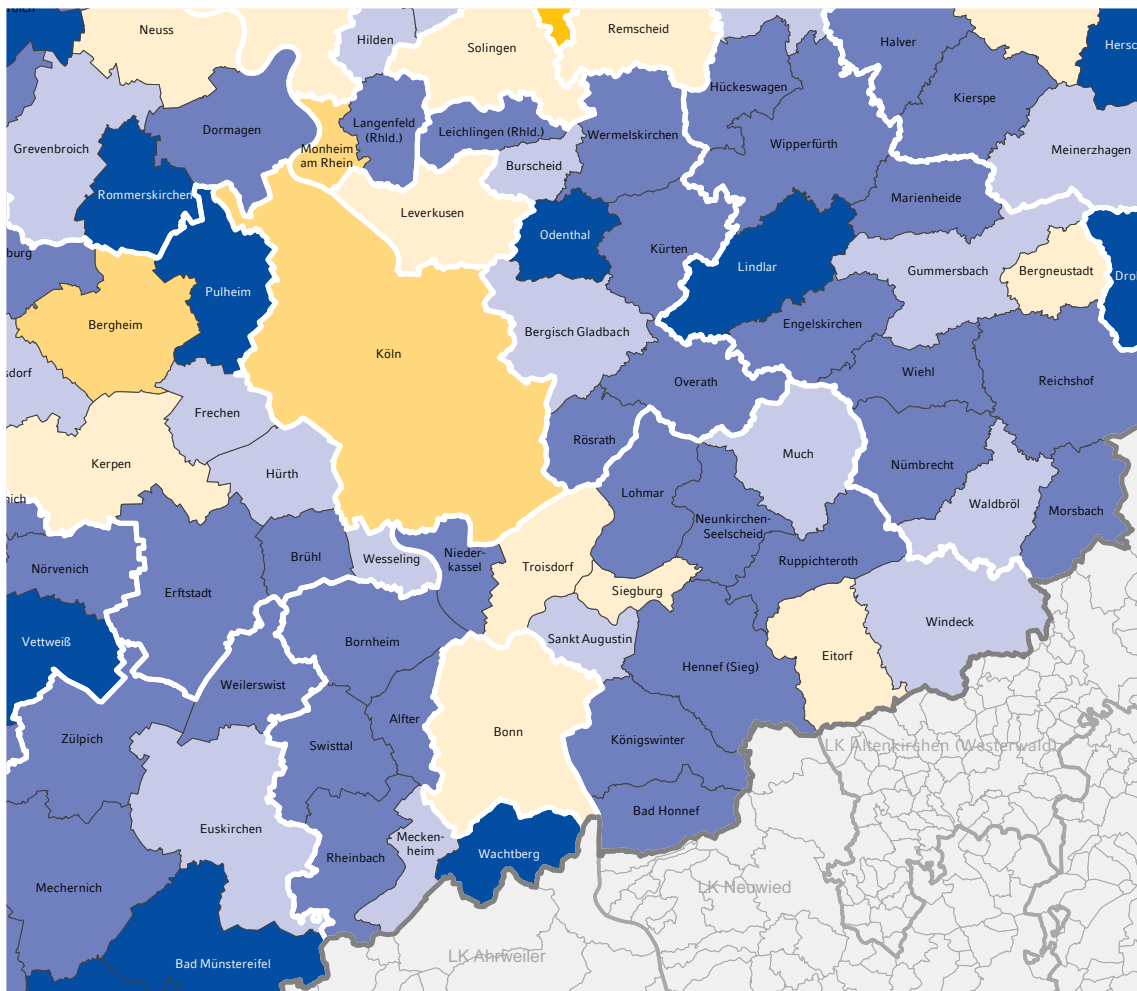 Neuss
Hilden
Solingen
Remscheid
Halver
Hersc
Hückeswagen
Kierspe
Dormagen
Langenfeld
(Rhld.)
Leichlingen (Rhld.)
Wermelskirchen
Wipperfürth
Meinerzhagen
Grevenbroich
Monheim
am Rhein
Burscheid
Rommerskirchen
Marienheide
Leverkusen
Odenthal
Kürten
burg
Lindlar
Gummersbach
Bergneustadt
Drol
Pulheim
Bergheim
Bergisch Gladbach
Engelskirchen
Köln
sdorf
Overath
Wiehl
Reichshof
Frechen
Rösrath
Much
Kerpen
Hürth
Nümbrecht
nich
Lohmar
Waldbröl
Morsbach
Neunkirchen-
Seelscheid
Brühl
Wesseling
Nieder-
kassel
Troisdorf
Ruppichteroth
Nörvenich
Erftstadt
Siegburg
Windeck
Vettweiß
Bornheim
Sankt Augustin
Eitorf
Hennef (Sieg)
Weilerswist
Alfter
Zülpich
Swisttal
Bonn
Königswinter
LK Altenkirchen (Westerwald)
Bad Honnef
Euskirchen
Mecken-
heim
Rheinbach
Wachtberg
Mechernich
LK Neuwied
Bad Münstereifel
LK Ahrweiler